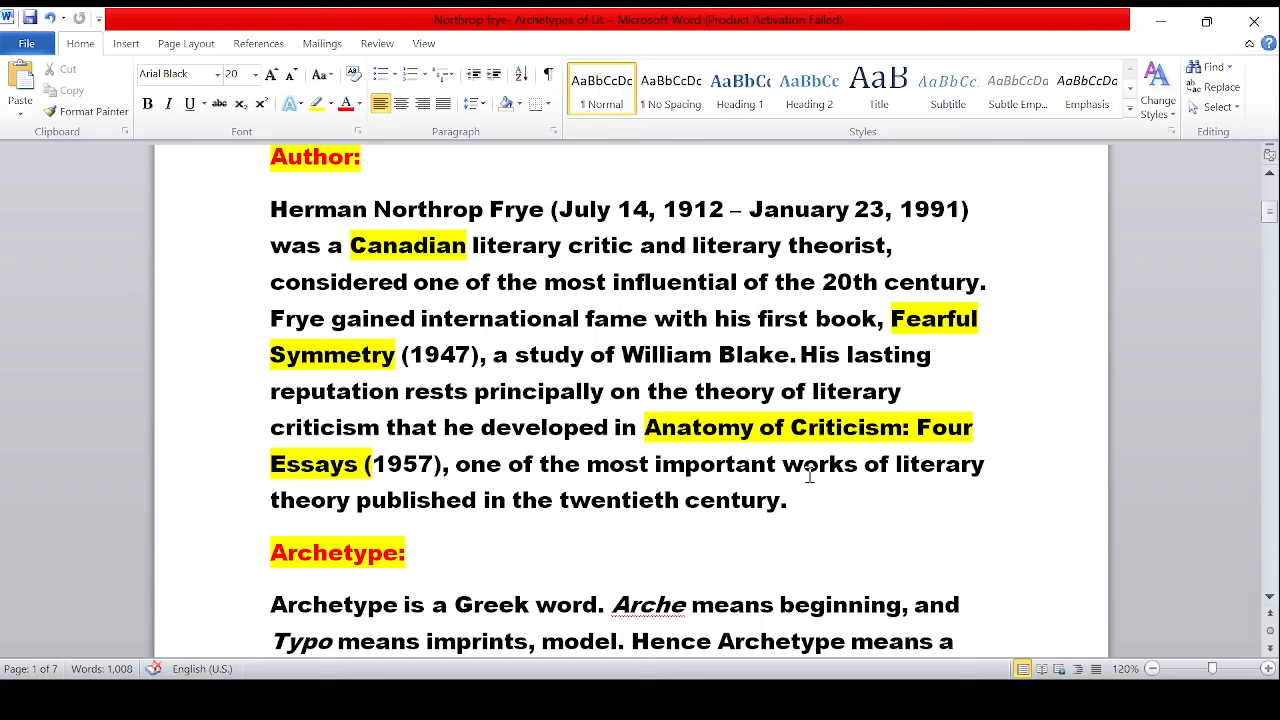 Northrop frye- Archetypes of Lit - Microsoft Word (Product Activation Failed)
File Home Insert Page Layout References Mailings Review View
Paste
Cut
Copy
Format Painter
Clipboard
Arial Black 20
Font
Paragraph
AaBbCcDc AaBbCcDc AaBbCc AaBbCc AaB AaBbCc. AaBbCcDc AaBbCcDc
¶ Normal ¶ No Spacing Heading 1 Heading 2 Title Subtitle Subtle Emp... Emphasis
Change
Styles
Styles
Find
Replace
Select
Editing
Author:
Herman Northrop Frye (July 14, 1912 – January 23, 1991)
was a Canadian literary critic and literary theorist,
considered one of the most influential of the 20th century.
Frye gained international fame with his first book, Fearful
Symmetry (1947), a study of William Blake. His lasting
reputation rests principally on the theory of literary
criticism that he developed in Anatomy of Criticism: Four
Essays (1957), one of the most important works of literary
theory published in the twentieth century.
Archetype:
Archetype is a Greek word. Arche means beginning, and
Typo means imprints, model. Hence Archetype means a
Page: 1 of 7 Words: 1,008 English (U.S.) 120%